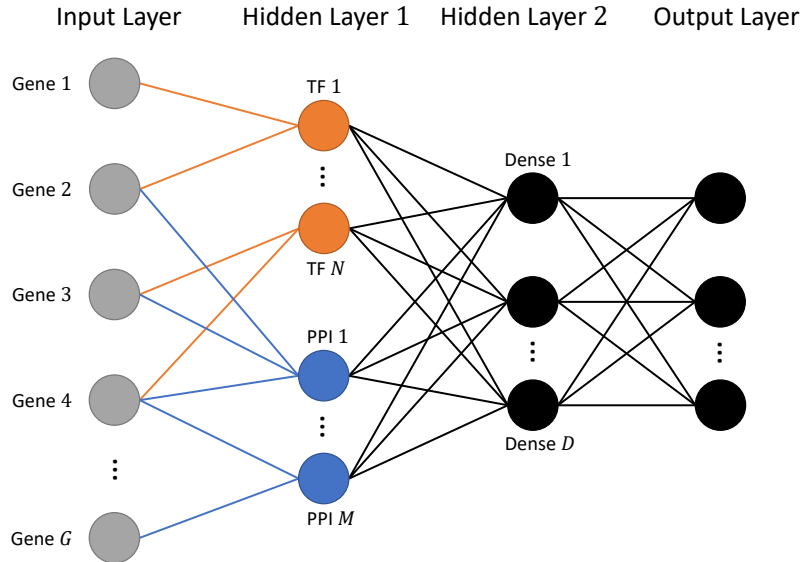 Input Layer
Hidden Layer 1
Hidden Layer 2
Output Layer
Gene 1
Gene 2
Gene 3
Gene 4
⋮
Gene G
TF 1
⋮
TF N
PPI 1
⋮
PPI M
Dense 1
⋮
Dense D
⋮